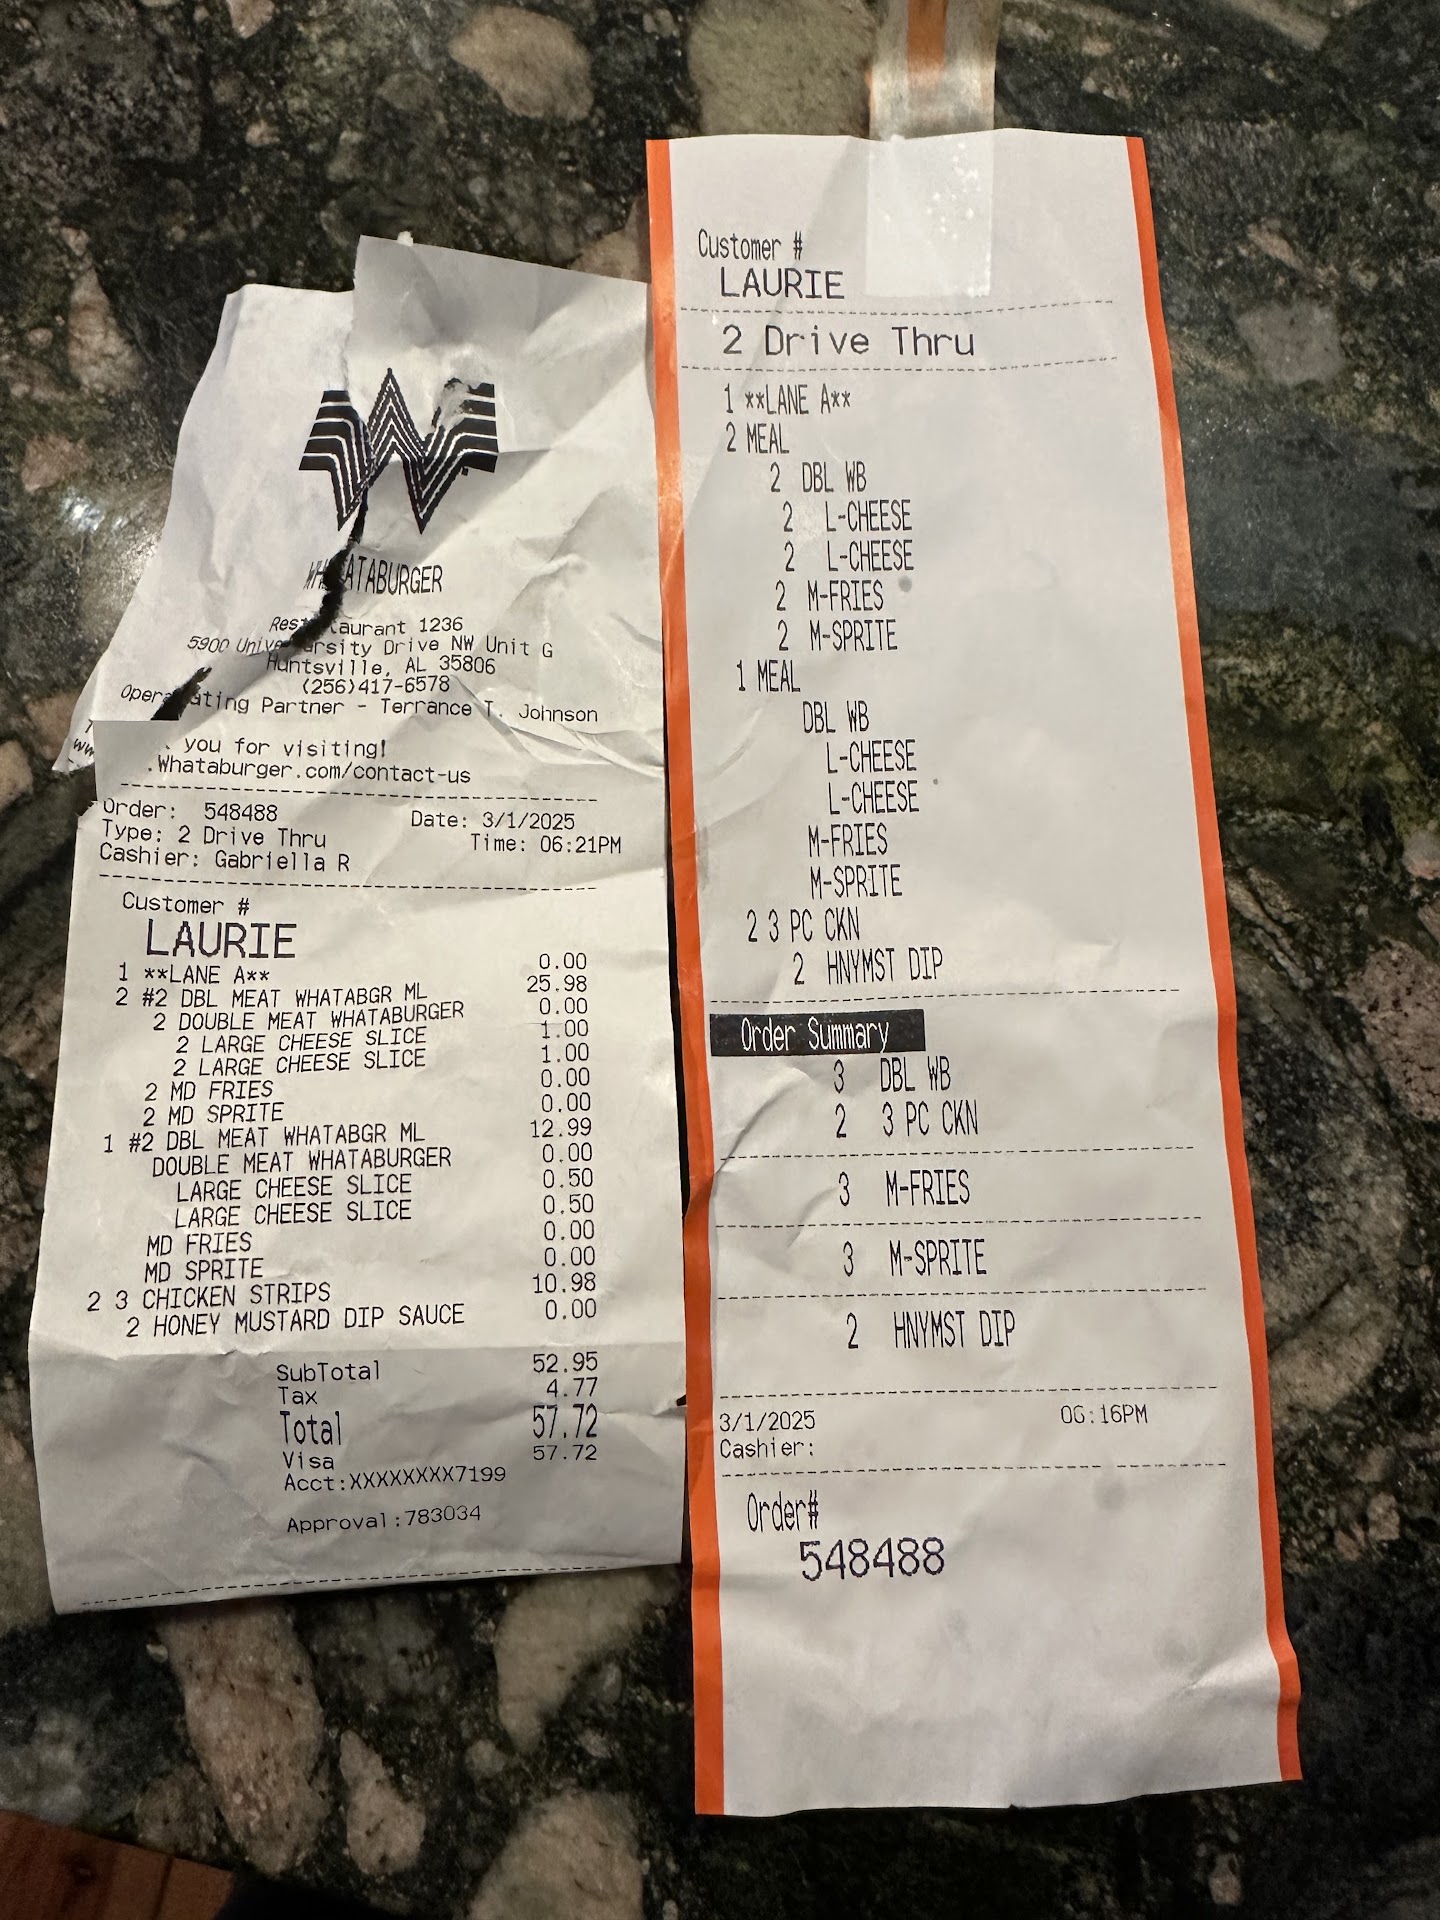 WHATABURGER
Restaurant 1236
5900 University Drive NW Unit G
Huntsville, AL 35806
(256)417-6578
Operating Partner - Terrance T. Johnson
you for visiting!
.Whataburger.com/contact-us
Order: 548488 Date: 3/1/2025
Type: 2 Drive Thru Time: 06:21PM
Cashier: Gabriella R
Customer #
LAURIE
1 **LANE A** 0.00
2 #2 DBL MEAT WHATABGR ML 25.98
2 DOUBLE MEAT WHATABURGER 0.00
2 LARGE CHEESE SLICE 1.00
2 LARGE CHEESE SLICE 1.00
2 MD FRIES 0.00
2 MD SPRITE 0.00
1 #2 DBL MEAT WHATABGR ML 12.99
DOUBLE MEAT WHATABURGER 0.00
LARGE CHEESE SLICE 0.50
LARGE CHEESE SLICE 0.50
MD FRIES 0.00
MD SPRITE 0.00
2 3 CHICKEN STRIPS 10.98
2 HONEY MUSTARD DIP SAUCE 0.00
SubTotal 52.95
Tax 4.77
Total 57.72
Visa 57.72
Acct:XXXXXXXX7199
Approval:783034
Customer #
LAURIE
2 Drive Thru
1 **LANE A**
2 MEAL
2 DBL WB
2 L-CHEESE
2 L-CHEESE
2 M-FRIES
2 M-SPRITE
1 MEAL
DBL WB
L-CHEESE
L-CHEESE
M-FRIES
M-SPRITE
2 3 PC CKN
2 HNYMST DIP
Order Summary
3 DBL WB
2 3 PC CKN
3 M-FRIES
3 M-SPRITE
2 HNYMST DIP
3/1/2025 06:16PM
Cashier:
Order#
548488